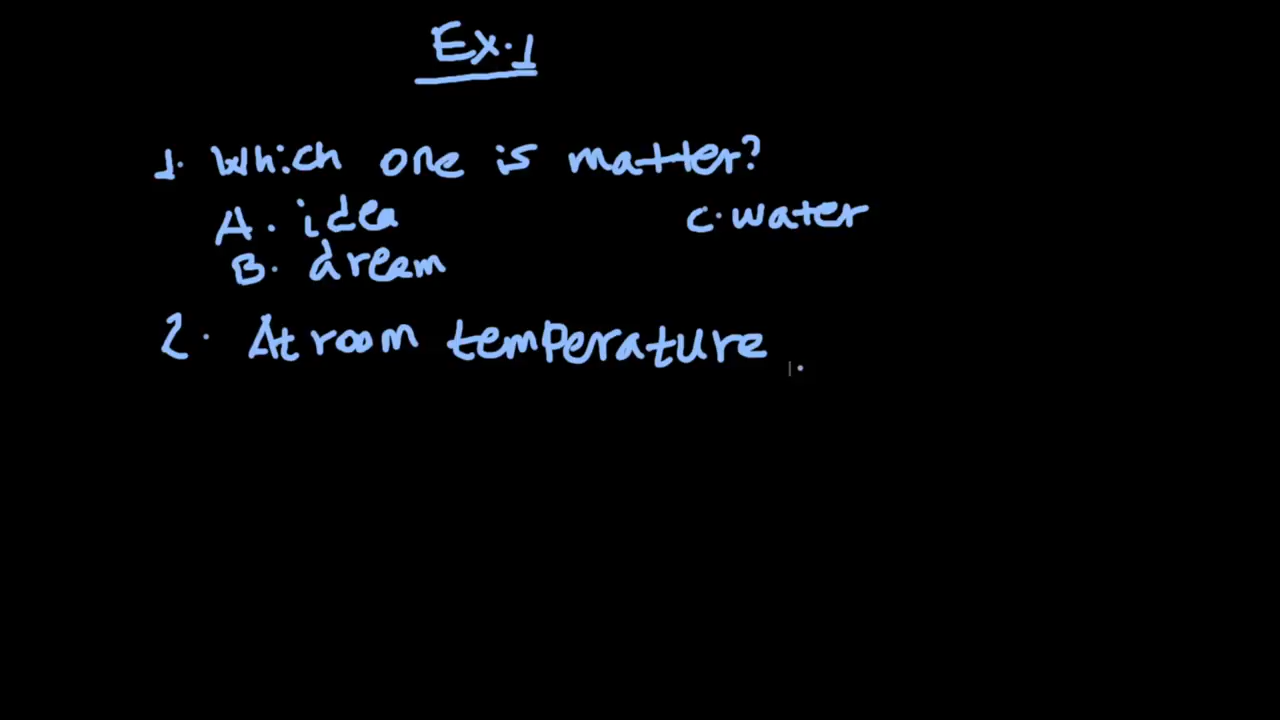 Ex.1
1. Which one is matter?
A. idea C. water
B. dream
2. At room temperature